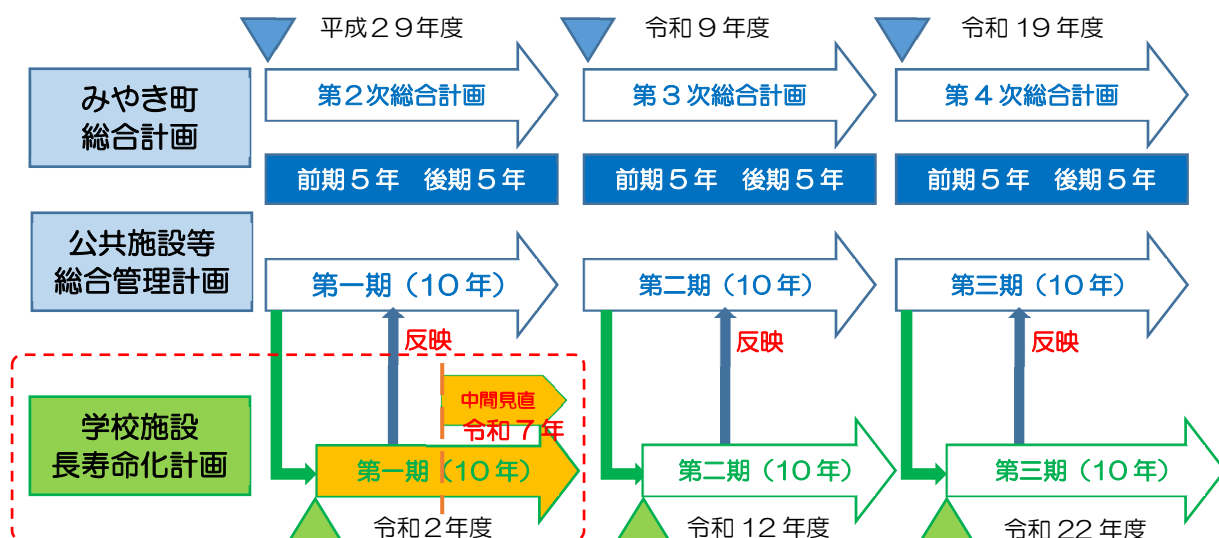 平成29年度
令和9年度
令和19年度
みやき町
総合計画
第2次総合計画
第3次総合計画
第4次総合計画
前期5年 後期5年
前期5年 後期5年
前期5年 後期5年
公共施設等
総合管理計画
第一期（10年）
第二期（10年）
第三期（10年）
反映
反映
反映
中間見直
令和7年
学校施設
長寿命化計画
第一期（10年）
第二期（10年）
第三期（10年）
令和2年度
令和12年度
令和22年度